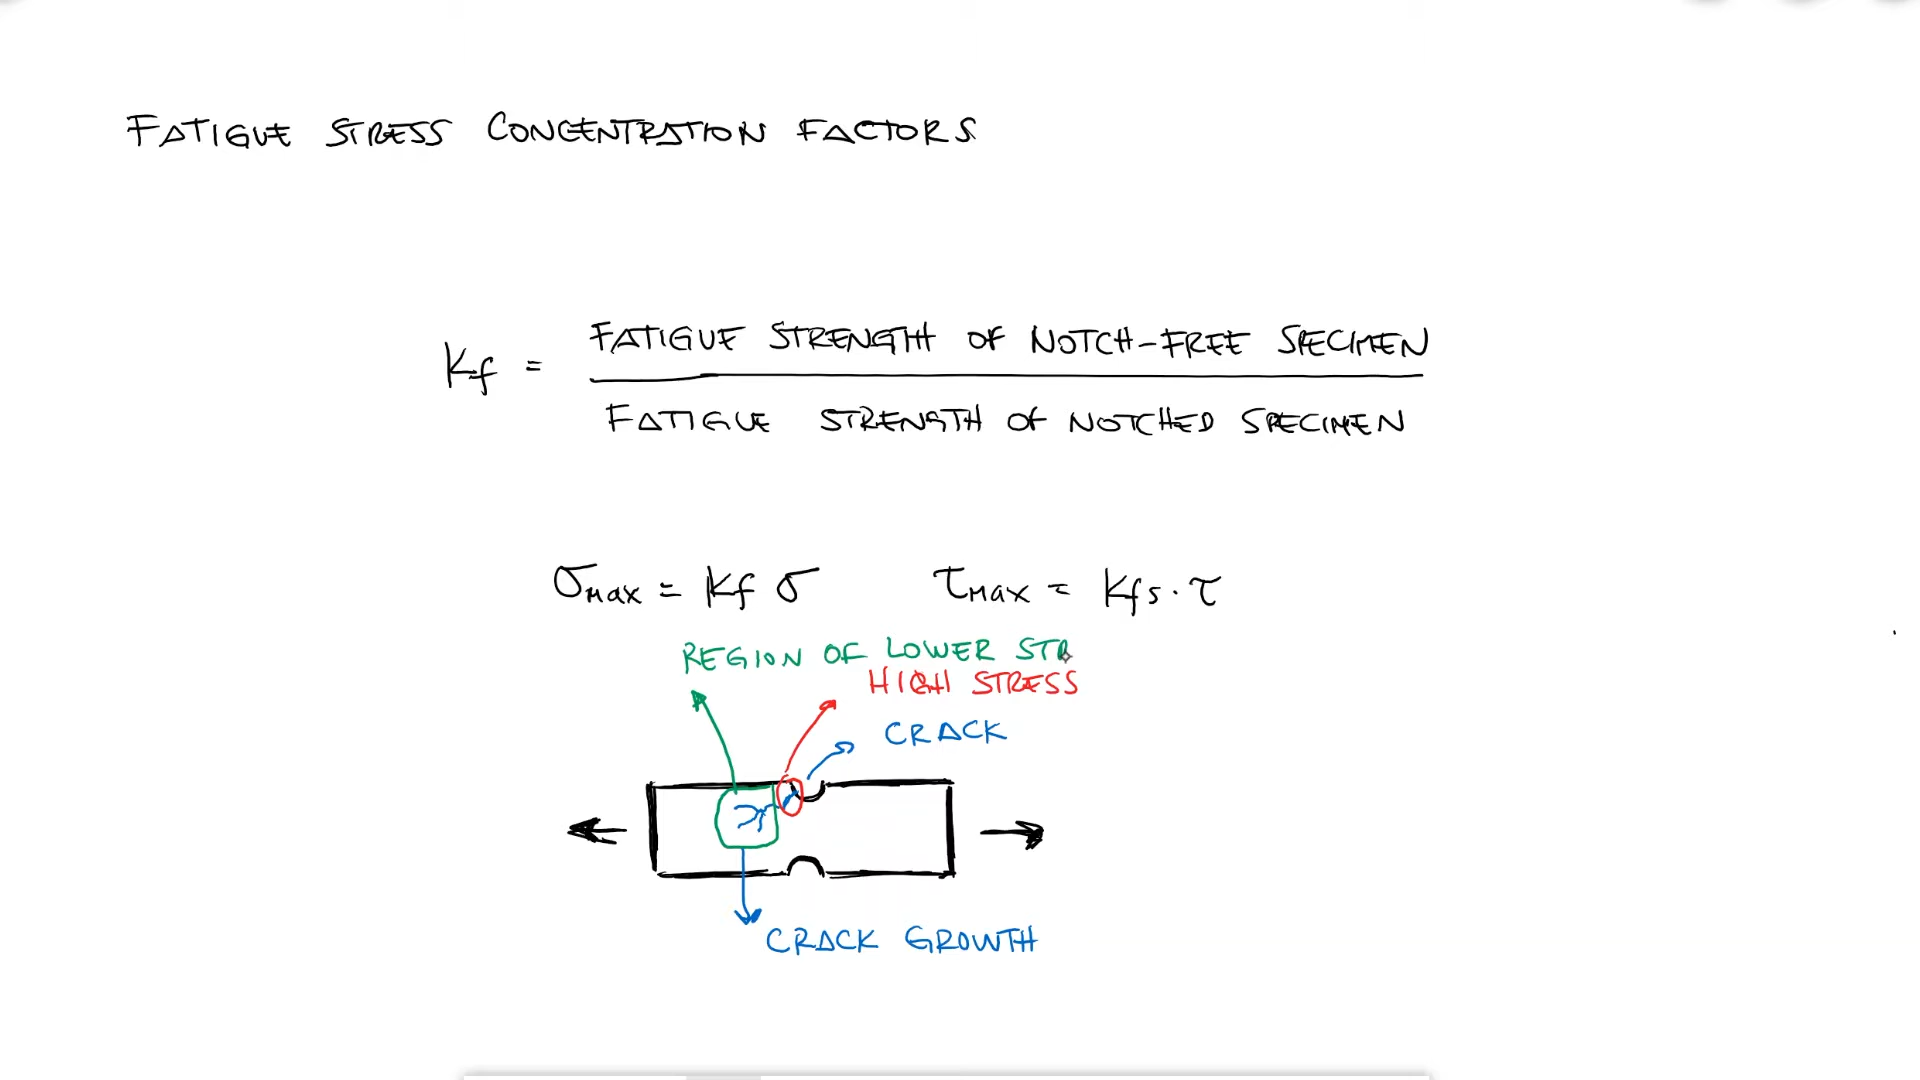 FATIGUE STRESS CONCENTRATION FACTORS
Kf = FATIGUE STRENGTH OF NOTCH-FREE SPECIMEN
FATIGUE STRENGTH OF NOTCHED SPECIMEN
σMAX = Kf σ
τMAX = Kfs · τ
REGION OF LOWER STR
HIGH STRESS
CRACK
CRACK GROWTH